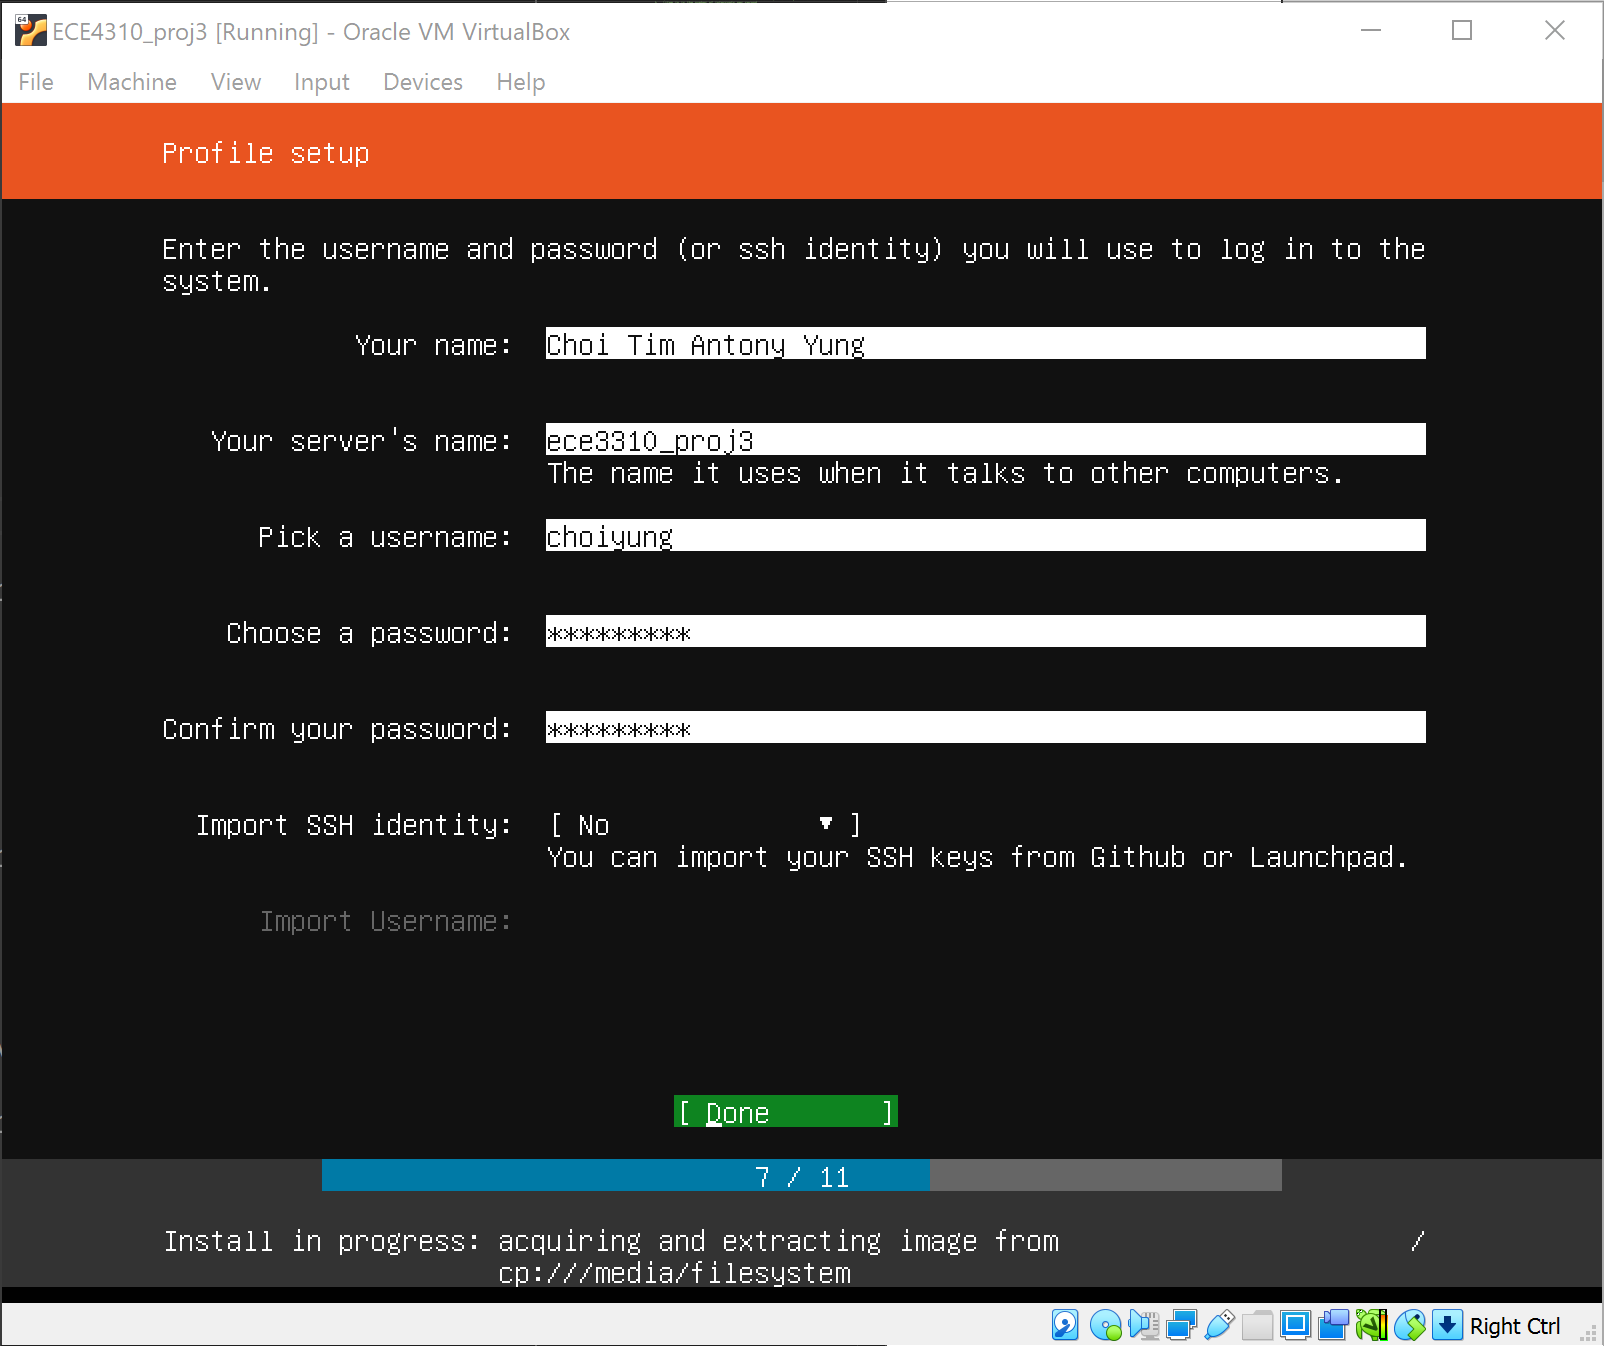 64
ECE4310_proj3 [Running] - Oracle VM VirtualBox
File Machine View Input Devices Help
Profile setup
Enter the username and password (or ssh identity) you will use to log in to the
system.
Your name: Choi Tim Antony Yung
Your server's name: ece3310_proj3
The name it uses when it talks to other computers.
Pick a username: choiyung
Choose a password: *********
Confirm your password: *********
Import SSH identity: [ No ▼ ]
You can import your SSH keys from Github or Launchpad.
Import Username:
[ Done ]
7 / 11
Install in progress: acquiring and extracting image from /
cp:///media/filesystem
Right Ctrl